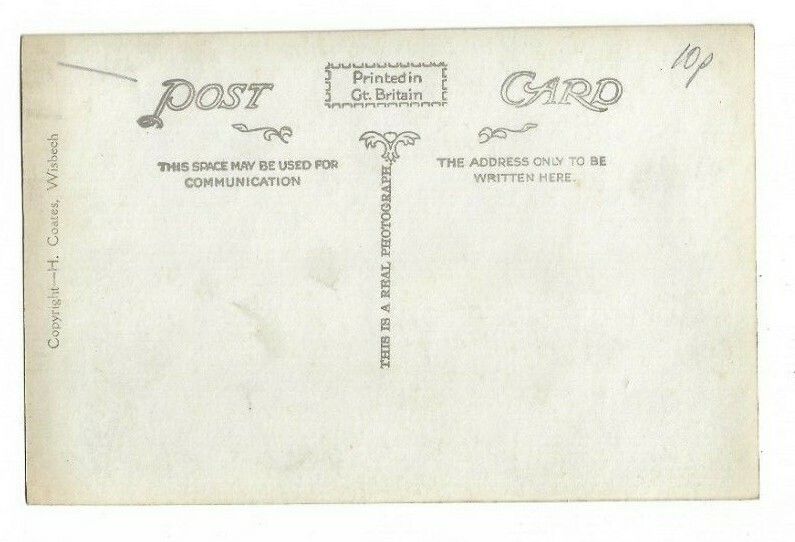 POST
Printed in
Gt. Britain
CARD
10p
THIS SPACE MAY BE USED FOR
COMMUNICATION
THE ADDRESS ONLY TO BE
WRITTEN HERE.
THIS IS A REAL PHOTOGRAPH.
Copyright—H. Coates, Wisbech